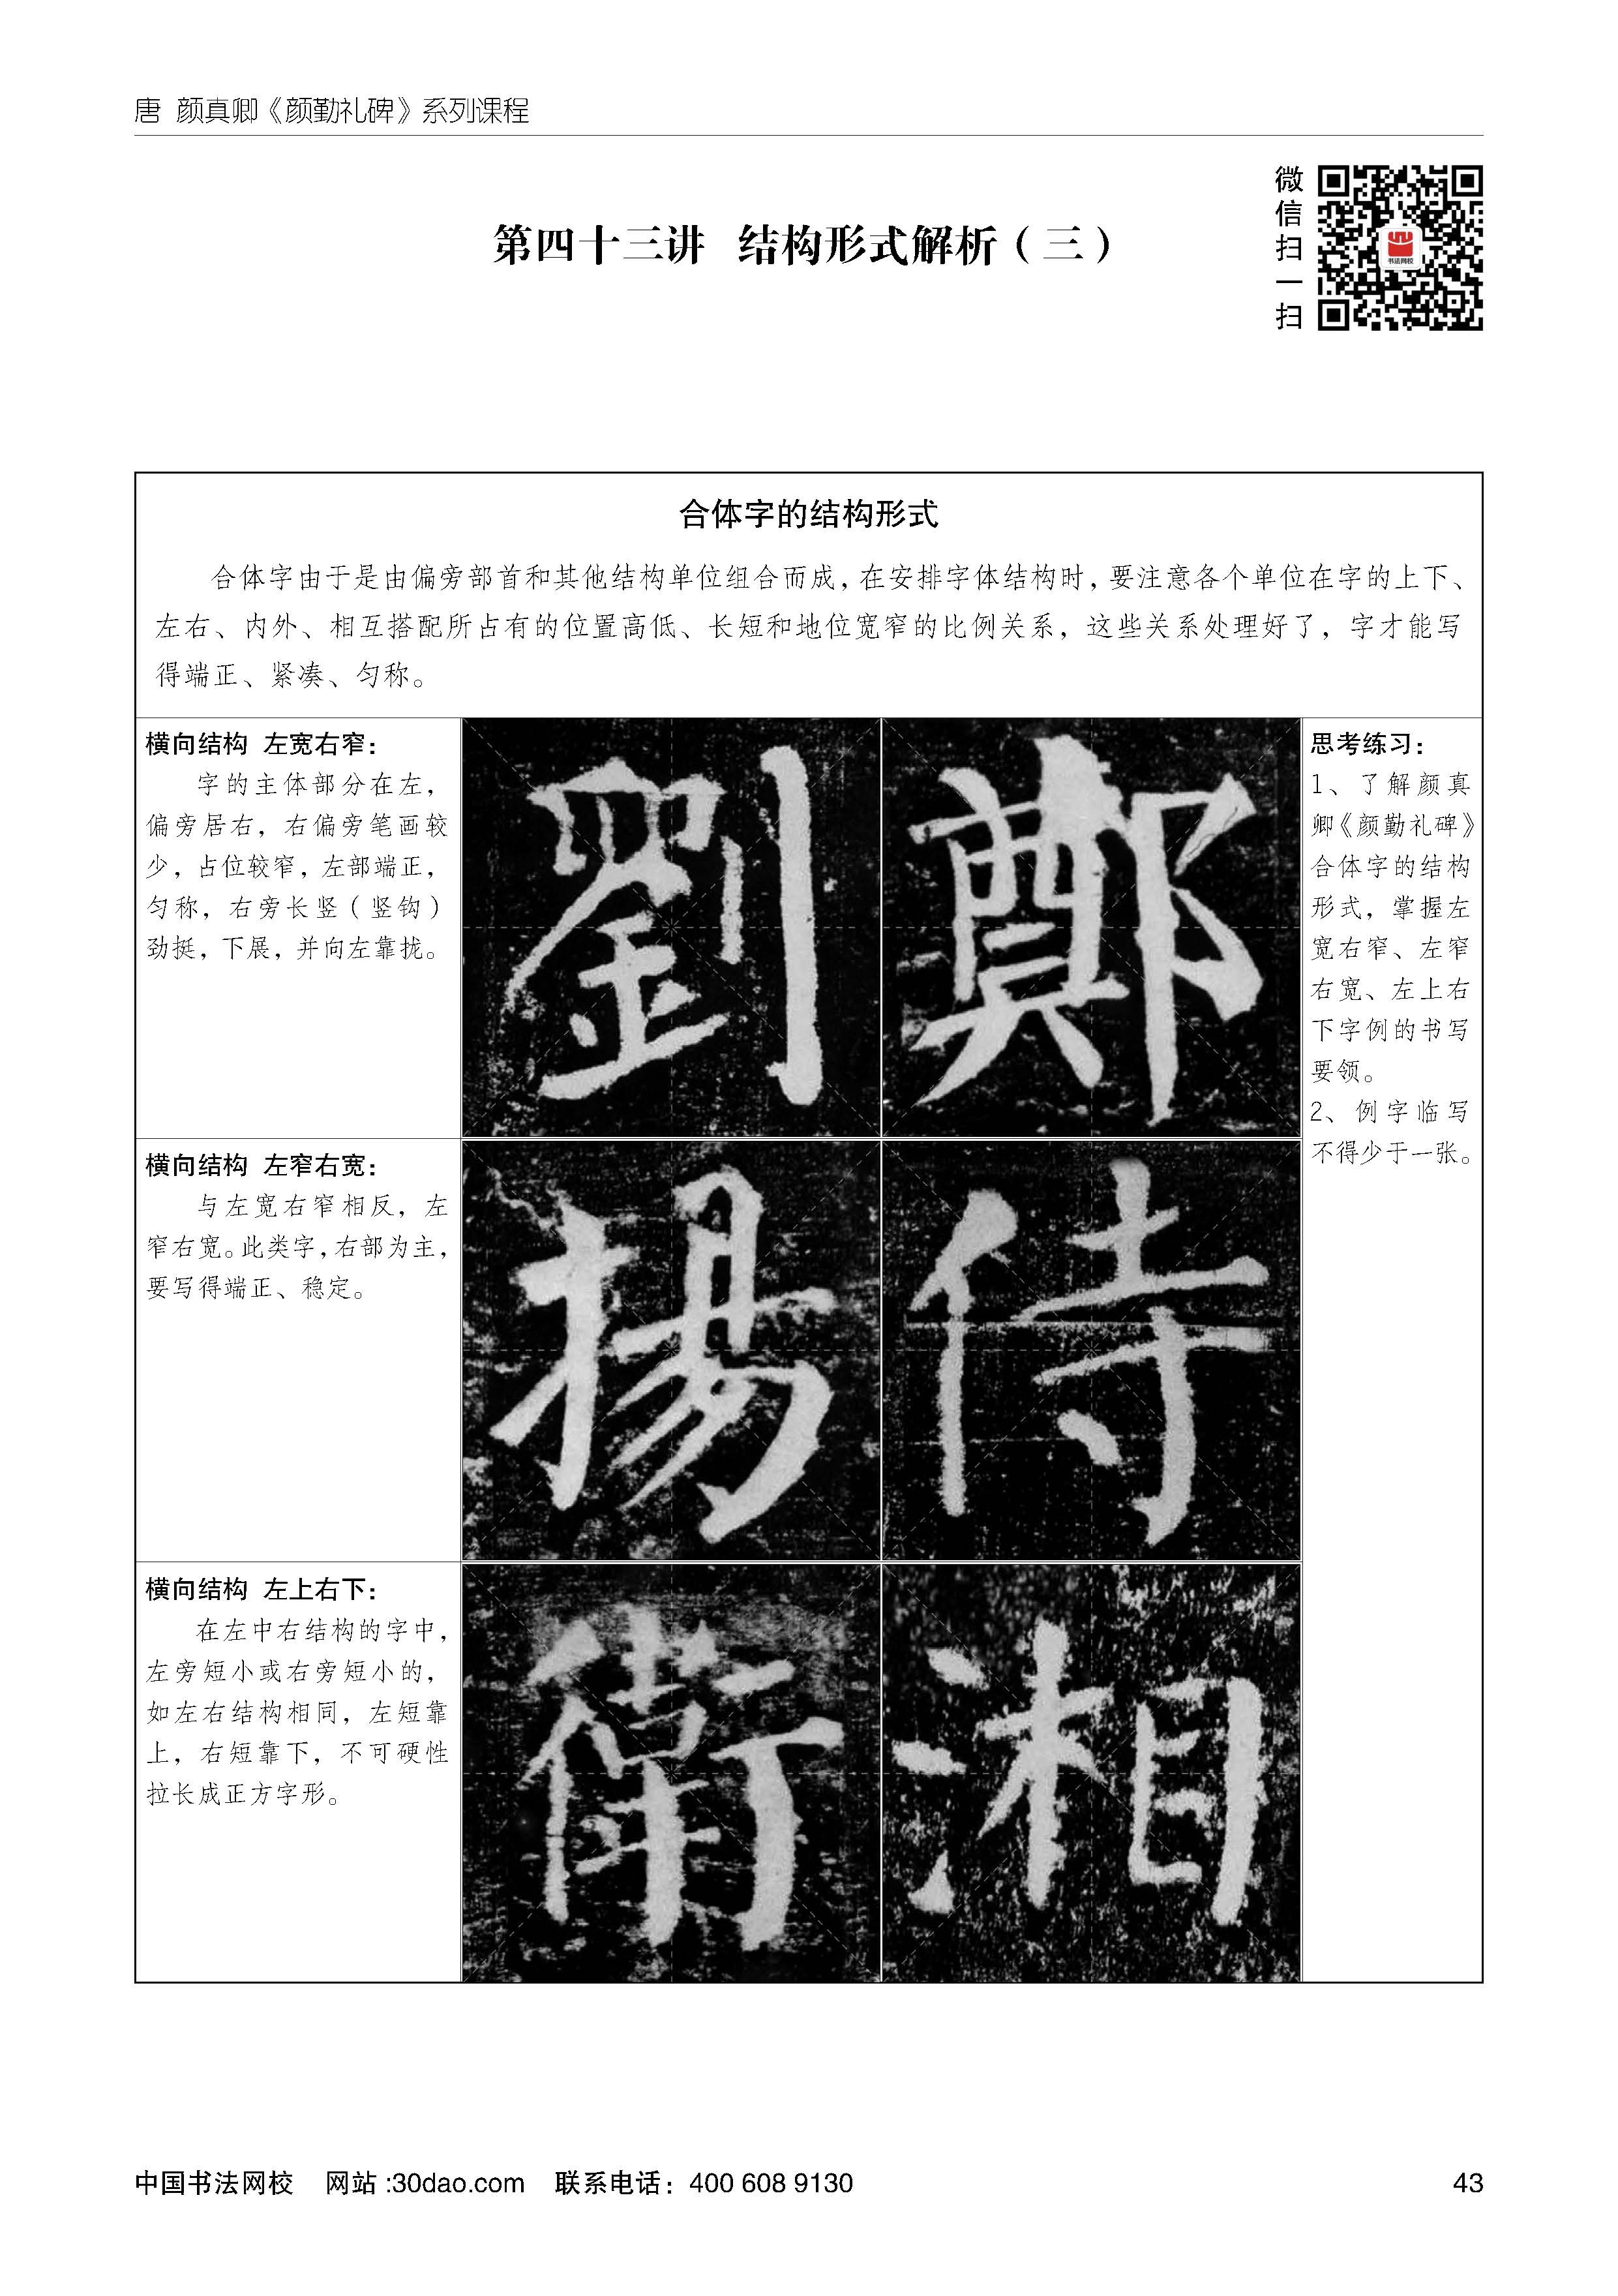 唐 颜真卿《颜勤礼碑》系列课程
微信扫一扫
书法网校
第四十三讲 结构形式解析（三）
合体字的结构形式
合体字由于是由偏旁部首和其他结构单位组合而成，在安排字体结构时，要注意各个单位在字的上下、
左右、内外、相互搭配所占有的位置高低、长短和地位宽窄的比例关系，这些关系处理好了，字才能写
得端正、紧凑、匀称。
横向结构 左宽右窄：
字的主体部分在左，
偏旁居右，右偏旁笔画较
少，占位较窄，左部端正，
匀称，右旁长竖（竖钩）
劲挺，下展，并向左靠拢。
劉 鄭
横向结构 左窄右宽：
与左宽右窄相反，左
窄右宽。此类字，右部为主，
要写得端正、稳定。
揚 侍
横向结构 左上右下：
在左中右结构的字中，
左旁短小或右旁短小的，
如左右结构相同，左短靠
上，右短靠下，不可硬性
拉长成正方字形。
衛 湘
思考练习：
1、了解颜真
卿《颜勤礼碑》
合体字的结构
形式，掌握左
宽右窄、左窄
右宽、左上右
下字例的书写
要领。
2、例字临写
不得少于一张。
中国书法网校 网站 :30dao.com 联系电话：400 608 9130
43